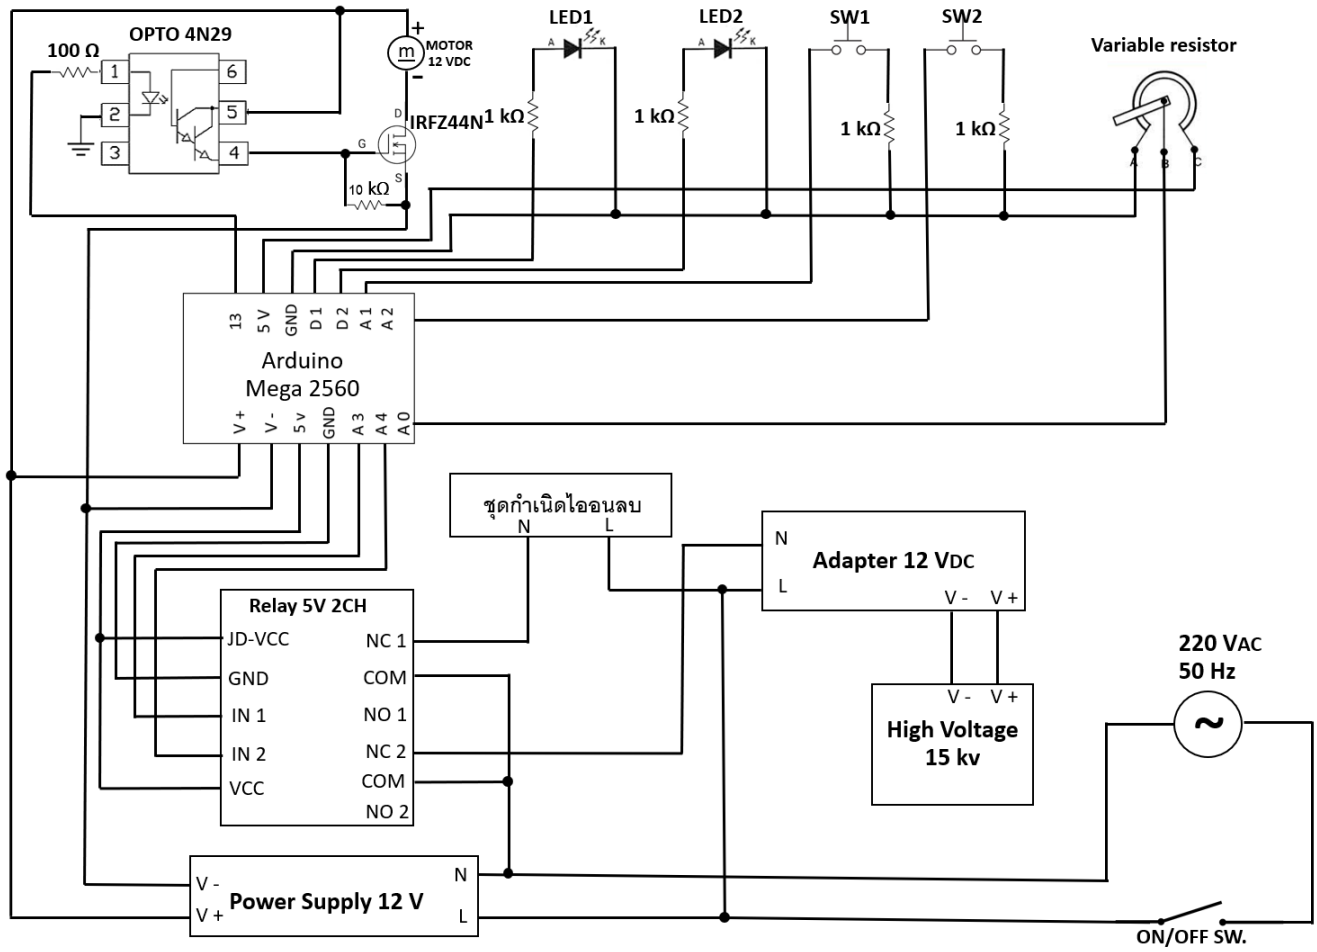 LED1
LED2
SW1
SW2
OPTO 4N29
Variable resistor
100 Ω
+
m
MOTOR
12 VDC
-
A
K
A
K
1
6
2
5
3
4
D
IRFZ44N
G
S
10 kΩ
1 kΩ
1 kΩ
1 kΩ
1 kΩ
A
B
C
13
5 V
GND
D 1
D 2
A 1
A 2
Arduino
Mega 2560
V +
V -
5 v
GND
A 3
A 4
A 0
ชุดกำเนิดไอออนลบ
N
L
N
Adapter 12 VDC
L
V -
V +
Relay 5V 2CH
JD-VCC
NC 1
GND
COM
IN 1
NO 1
IN 2
NC 2
VCC
COM
NO 2
V -
V +
High Voltage
15 kv
220 VAC
50 Hz
~
V -
N
Power Supply 12 V
V +
L
ON/OFF SW.